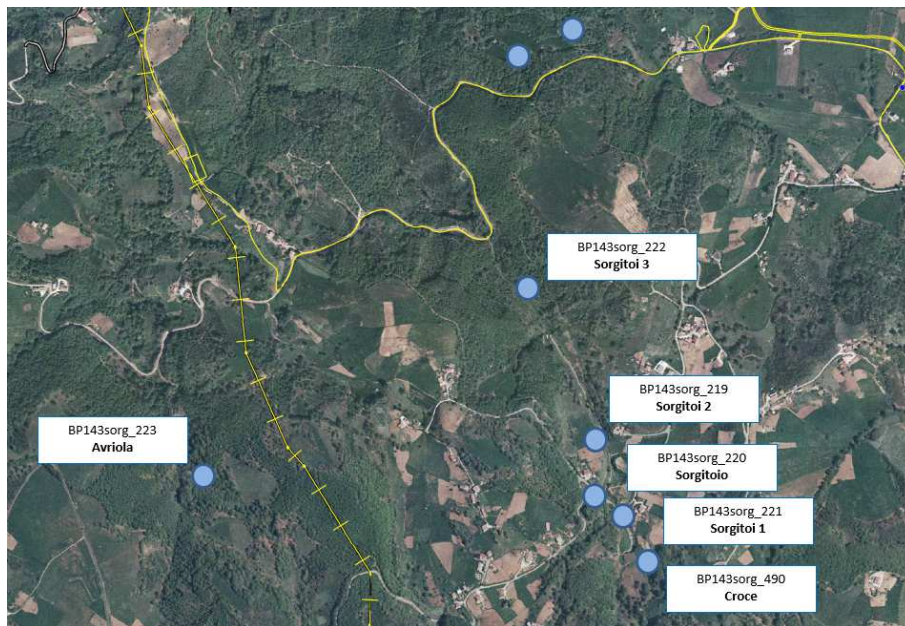 BP143sorg_222
Sorgitoi 3
BP143sorg_219
Sorgitoi 2
BP143sorg_223
Avriola
BP143sorg_220
Sorgitoio
BP143sorg_221
Sorgitoi 1
BP143sorg_490
Croce